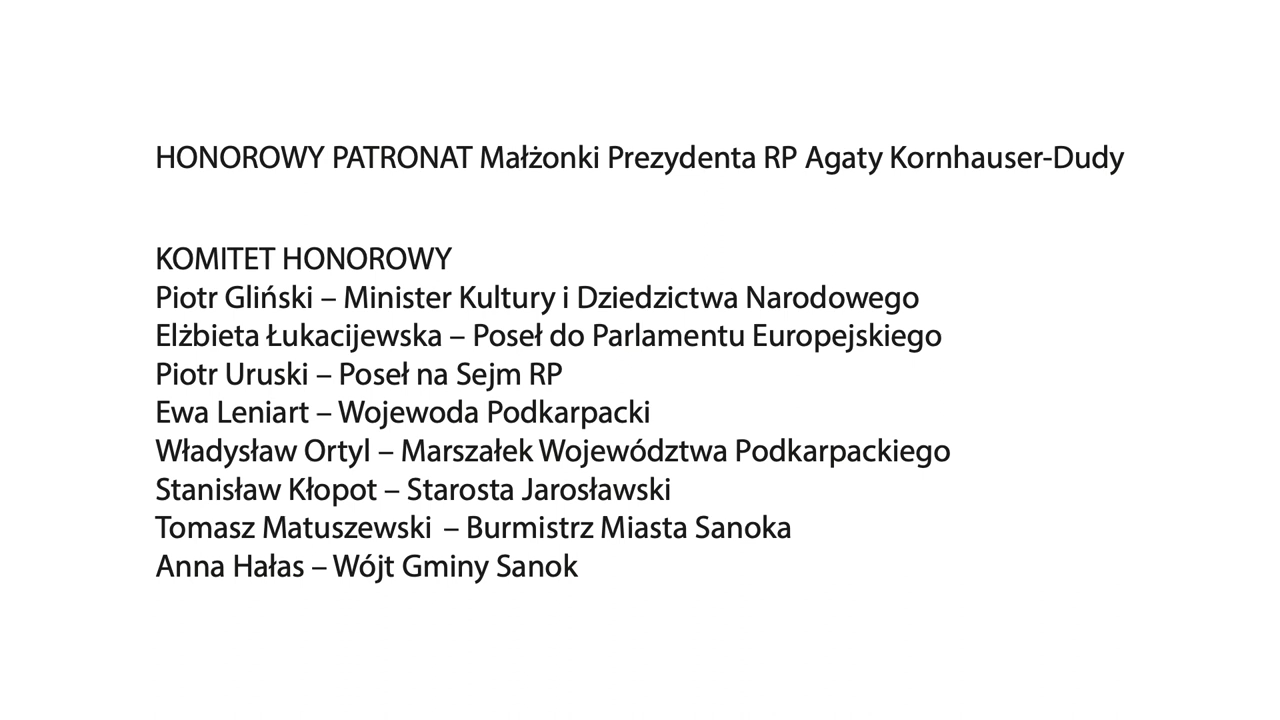 HONOROWY PATRONAT Małżonki Prezydenta RP Agaty Kornhauser-Dudy
KOMITET HONOROWY
Piotr Gliński – Minister Kultury i Dziedzictwa Narodowego
Elżbieta Łukacijewska – Poseł do Parlamentu Europejskiego
Piotr Uruski – Poseł na Sejm RP
Ewa Leniart – Wojewoda Podkarpacki
Władysław Ortyl – Marszałek Województwa Podkarpackiego
Stanisław Kłopot – Starosta Jarosławski
Tomasz Matuszewski – Burmistrz Miasta Sanoka
Anna Hałas – Wójt Gminy Sanok